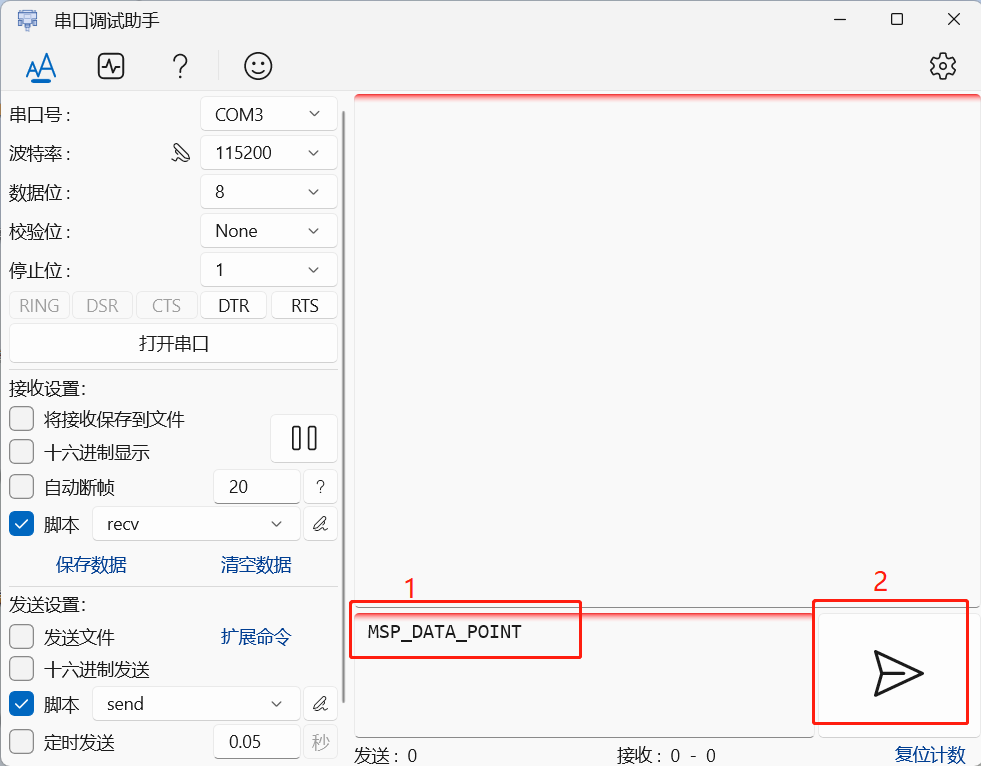 串口调试助手
串口号: COM3
波特率: 115200
数据位: 8
校验位: None
停止位: 1
RING DSR CTS DTR RTS
打开串口
接收设置:
将接收保存到文件
十六进制显示
自动断帧 20 ?
脚本 recv
保存数据 清空数据
发送设置:
发送文件 扩展命令
十六进制发送
脚本 send
定时发送 0.05 秒
1
MSP_DATA_POINT
2
发送: 0 接收: 0 - 0 复位计数